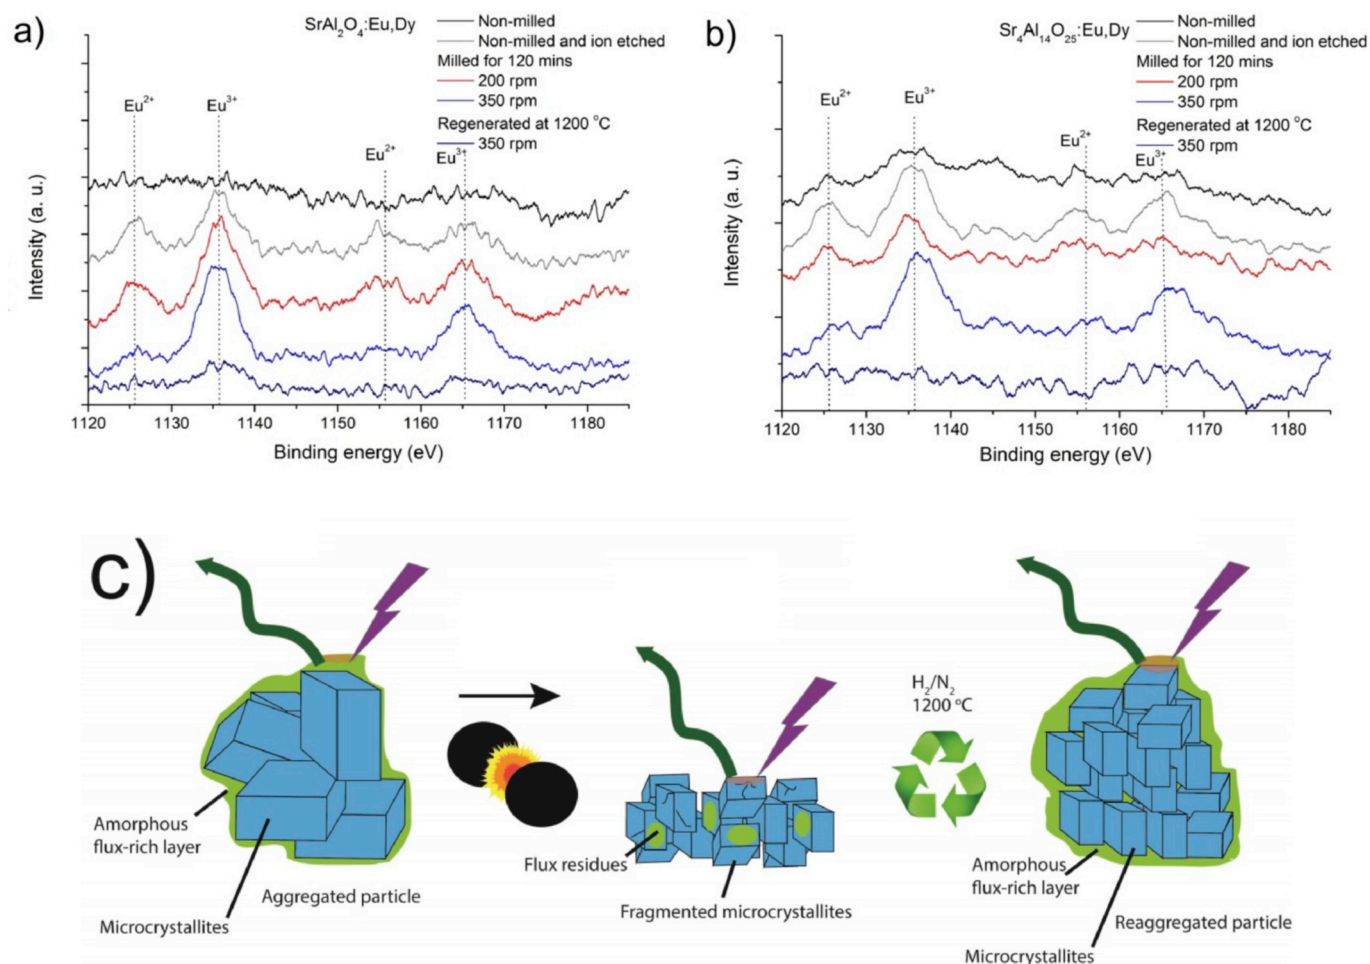 a)
SrAl₂O₄:Eu,Dy
Non-milled
Non-milled and ion etched
Milled for 120 mins
200 rpm
350 rpm
Regenerated at 1200 °C
350 rpm
Eu²⁺
Eu³⁺
Eu²⁺
Eu³⁺
Intensity (a. u.)
1120 1130 1140 1150 1160 1170 1180
Binding energy (eV)
b)
Sr₄Al₁₄O₂₅:Eu,Dy
Non-milled
Non-milled and ion etched
Milled for 120 mins
200 rpm
350 rpm
Regenerated at 1200 °C
350 rpm
Eu²⁺
Eu³⁺
Eu²⁺
Eu³⁺
Intensity (a. u.)
1120 1130 1140 1150 1160 1170 1180
Binding energy (eV)
c)
Amorphous
flux-rich layer
Aggregated particle
Microcrystallites
Flux residues
Fragmented microcrystallites
H₂/N₂
1200 °C
Amorphous
flux-rich layer
Reaggregated particle
Microcrystallites